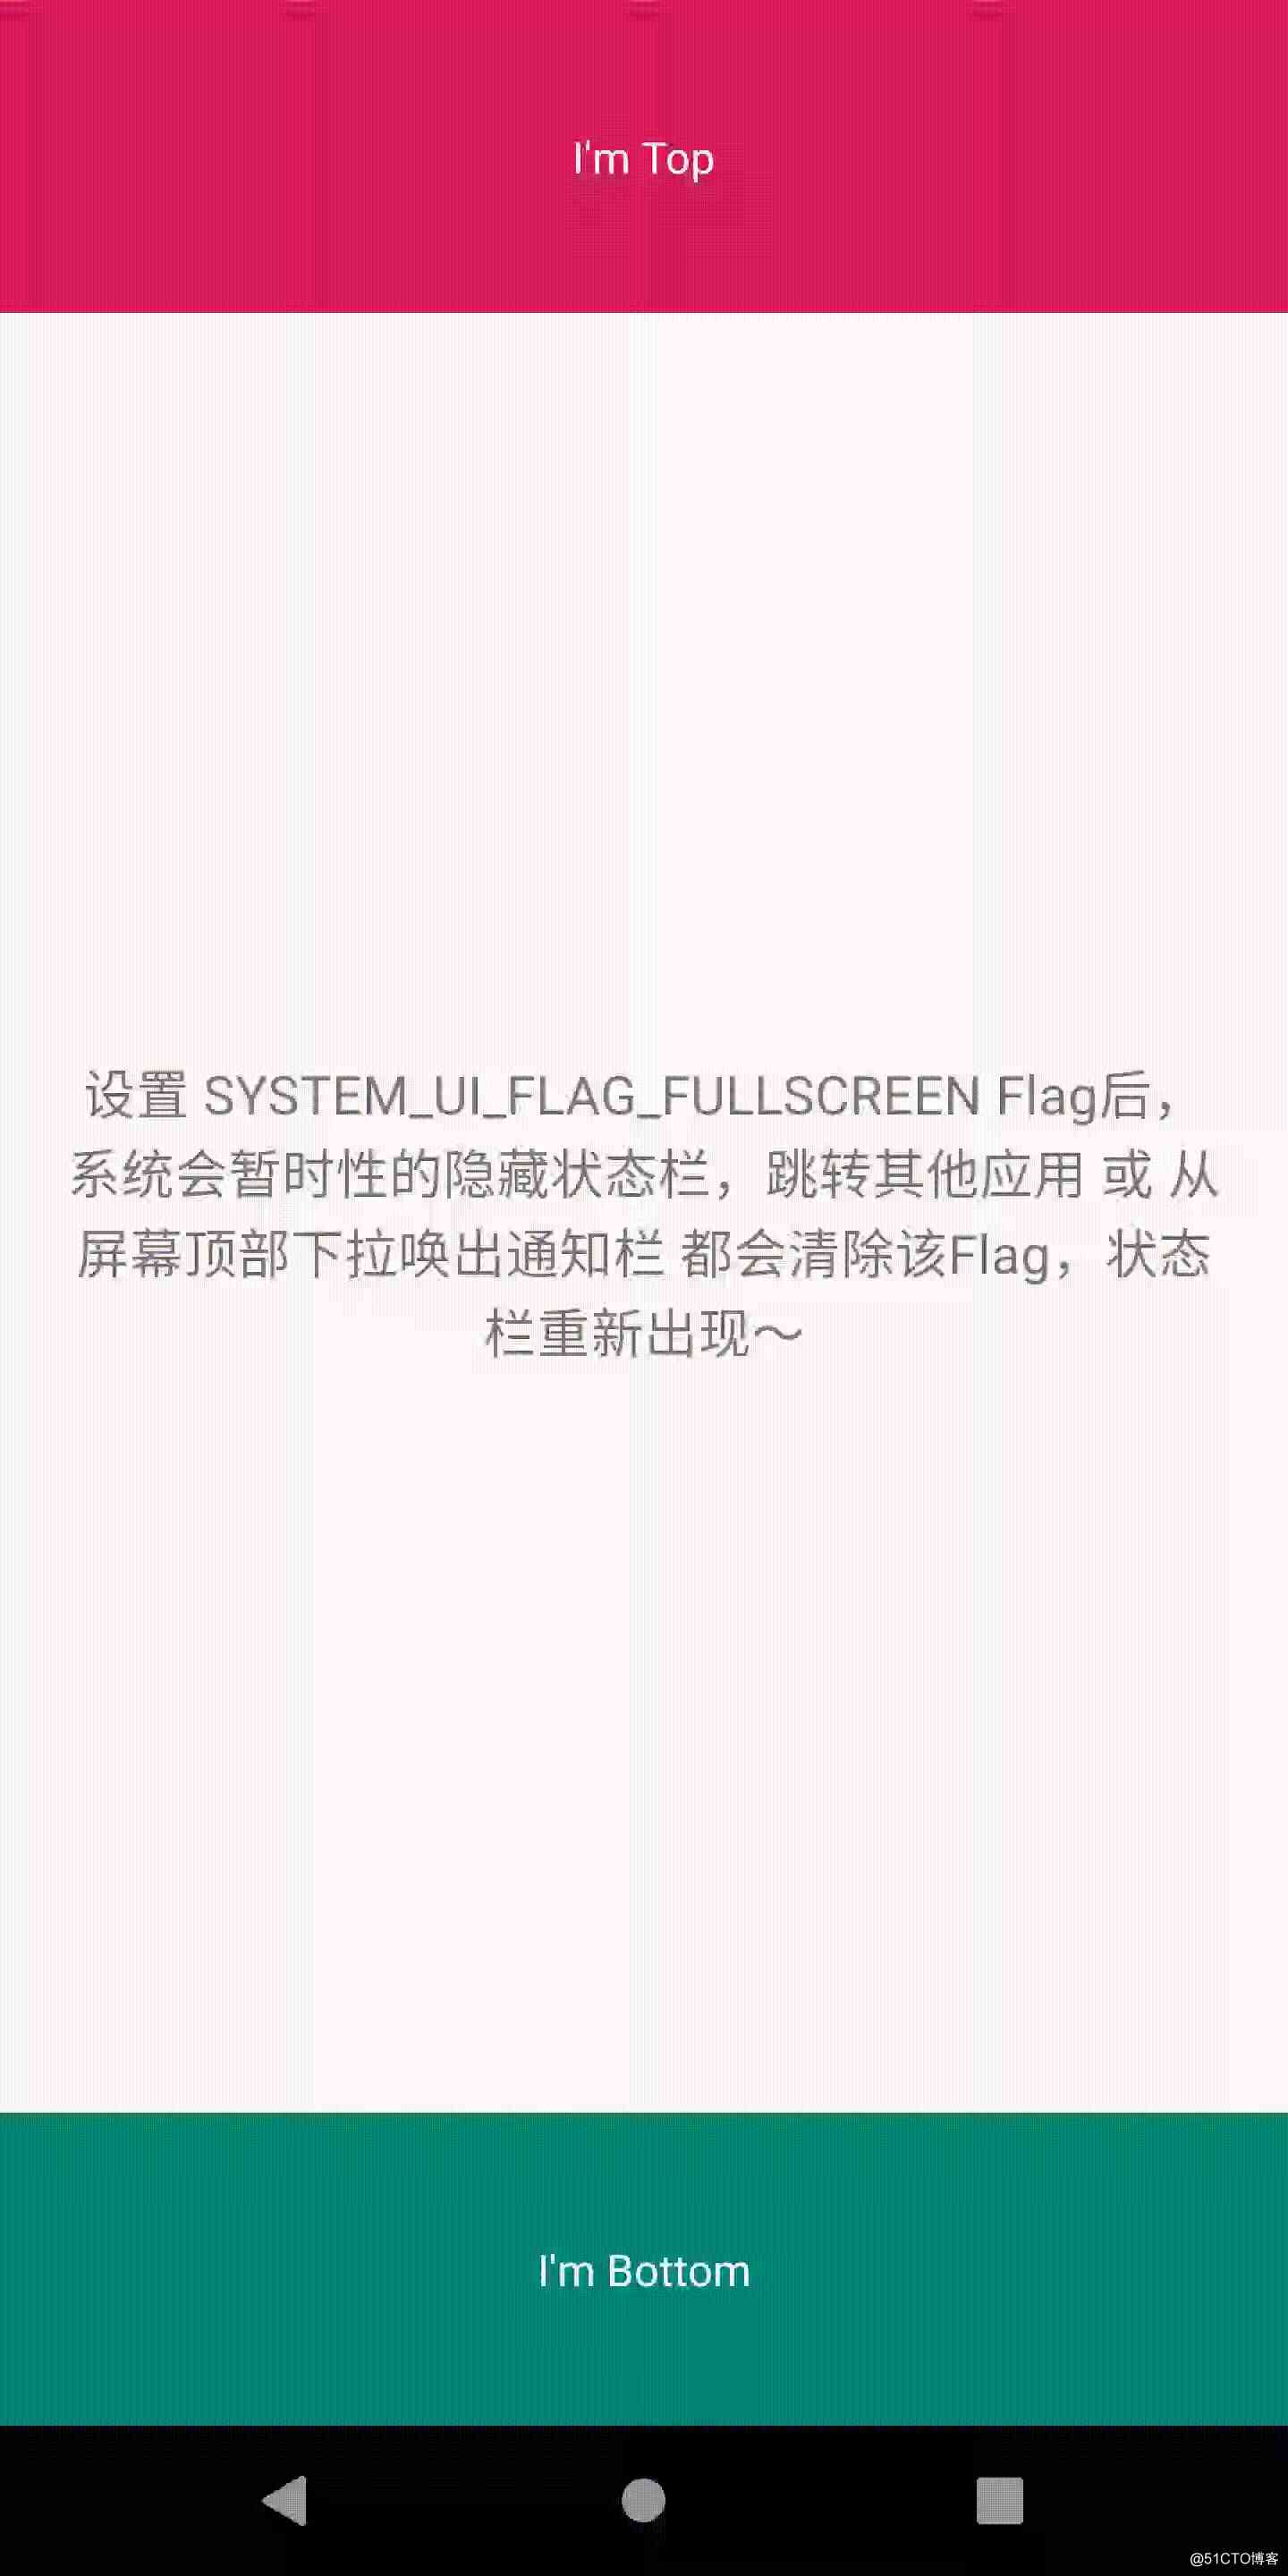 I'm Top
设置 SYSTEM_UI_FLAG_FULLSCREEN Flag后，
系统会暂时性的隐藏状态栏，跳转其他应用 或 从
屏幕顶部下拉唤出通知栏 都会清除该Flag，状态
栏重新出现～
I'm Bottom
@51CTO博客